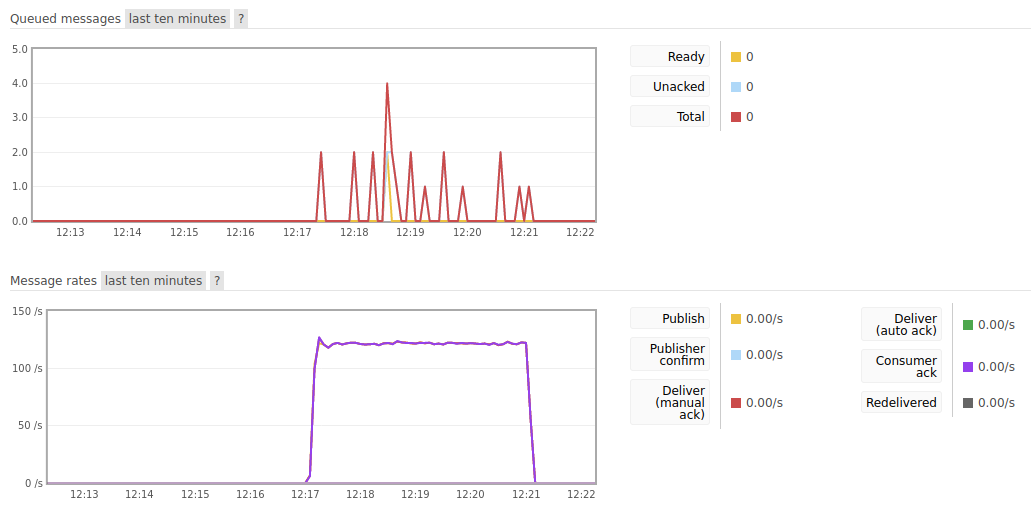 Queued messages last ten minutes ?
5.0
4.0
3.0
2.0
1.0
0.0
12:13 12:14 12:15 12:16 12:17 12:18 12:19 12:20 12:21 12:22
Ready 0
Unacked 0
Total 0
Message rates last ten minutes ?
150 /s
100 /s
50 /s
0 /s
12:13 12:14 12:15 12:16 12:17 12:18 12:19 12:20 12:21 12:22
Publish 0.00/s
Publisher
confirm 0.00/s
Deliver
(manual
ack) 0.00/s
Deliver
(auto ack) 0.00/s
Consumer
ack 0.00/s
Redelivered 0.00/s